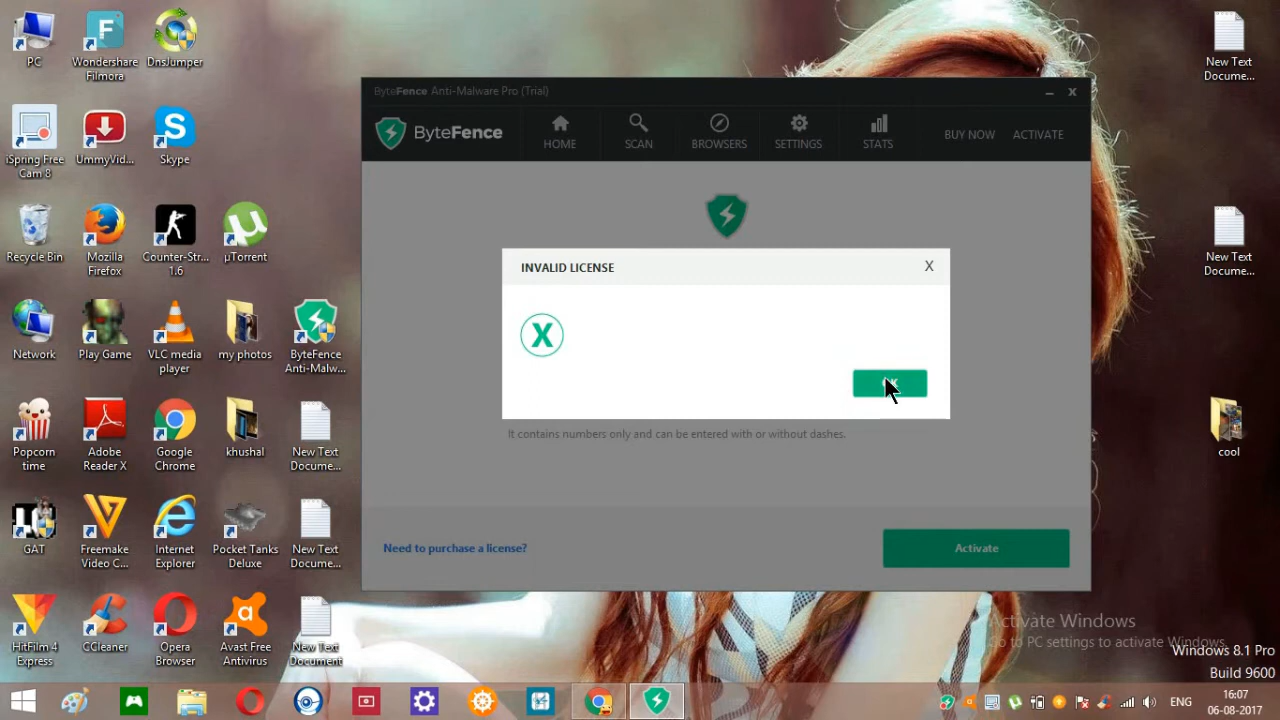 PC
Wondershare
Filmora
DnsJumper
iSpring Free
Cam 8
UmmyVid...
Skype
Recycle Bin
Mozilla
Firefox
Counter-Str...
1.6
µTorrent
Network
Play Game
VLC media
player
my photos
ByteFence
Anti-Malw...
Popcorn
time
Adobe
Reader X
Google
Chrome
khushal
New Text
Docume...
GAT
Freemake
Video C...
Internet
Explorer
Pocket Tanks
Deluxe
New Text
Docume...
HitFilm 4
Express
CCleaner
Opera
Browser
Avast Free
Antivirus
New Text
Document
ByteFence Anti-Malware Pro (Trial)
X
ByteFence
HOME
SCAN
BROWSERS
SETTINGS
STATS
BUY NOW
ACTIVATE
INVALID LICENSE
X
X
It contains numbers only and can be entered with or without dashes.
Need to purchase a license?
Activate
New Text
Docume...
New Text
Docume...
cool
Activate Windows
Go to PC settings to activate Windows.
Windows 8.1 Pro
Build 9600
ENG
16:07
06-08-2017